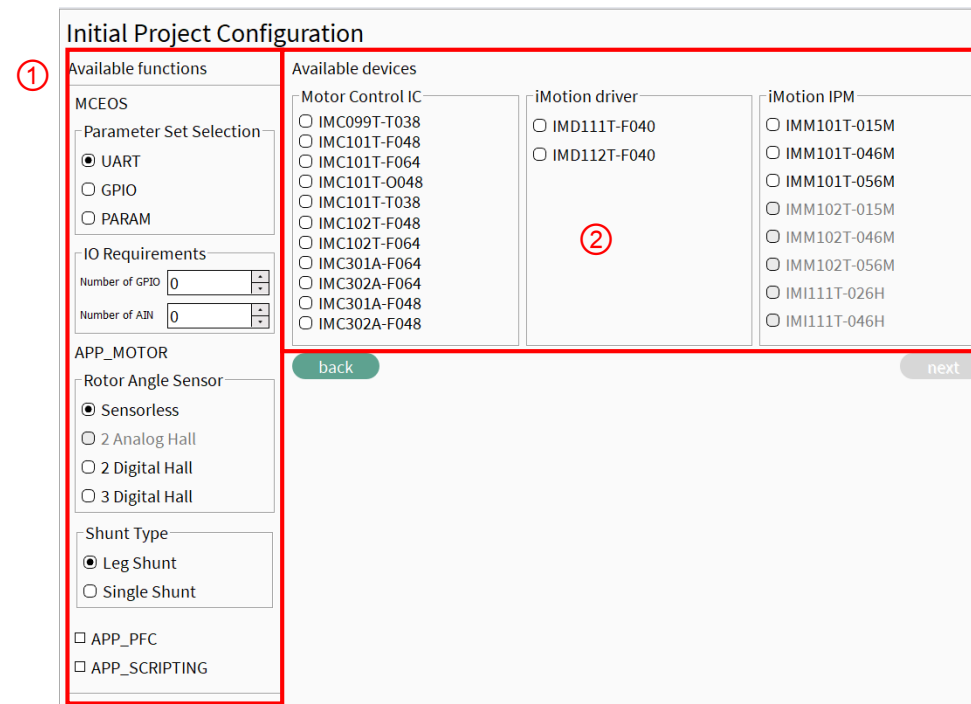 Initial Project Configuration
①
Available functions
MCEOS
Parameter Set Selection
UART
GPIO
PARAM
IO Requirements
Number of GPIO 0
Number of AIN 0
APP_MOTOR
Rotor Angle Sensor
Sensorless
2 Analog Hall
2 Digital Hall
3 Digital Hall
Shunt Type
Leg Shunt
Single Shunt
APP_PFC
APP_SCRIPTING
Available devices
Motor Control IC
IMC099T-T038
IMC101T-F048
IMC101T-F064
IMC101T-O048
IMC101T-T038
IMC102T-F048
IMC102T-F064
IMC301A-F064
IMC302A-F064
IMC301A-F048
IMC302A-F048
iMotion driver
IMD111T-F040
IMD112T-F040
②
iMotion IPM
IMM101T-015M
IMM101T-046M
IMM101T-056M
IMM102T-015M
IMM102T-046M
IMM102T-056M
IMI111T-026H
IMI111T-046H
back
next